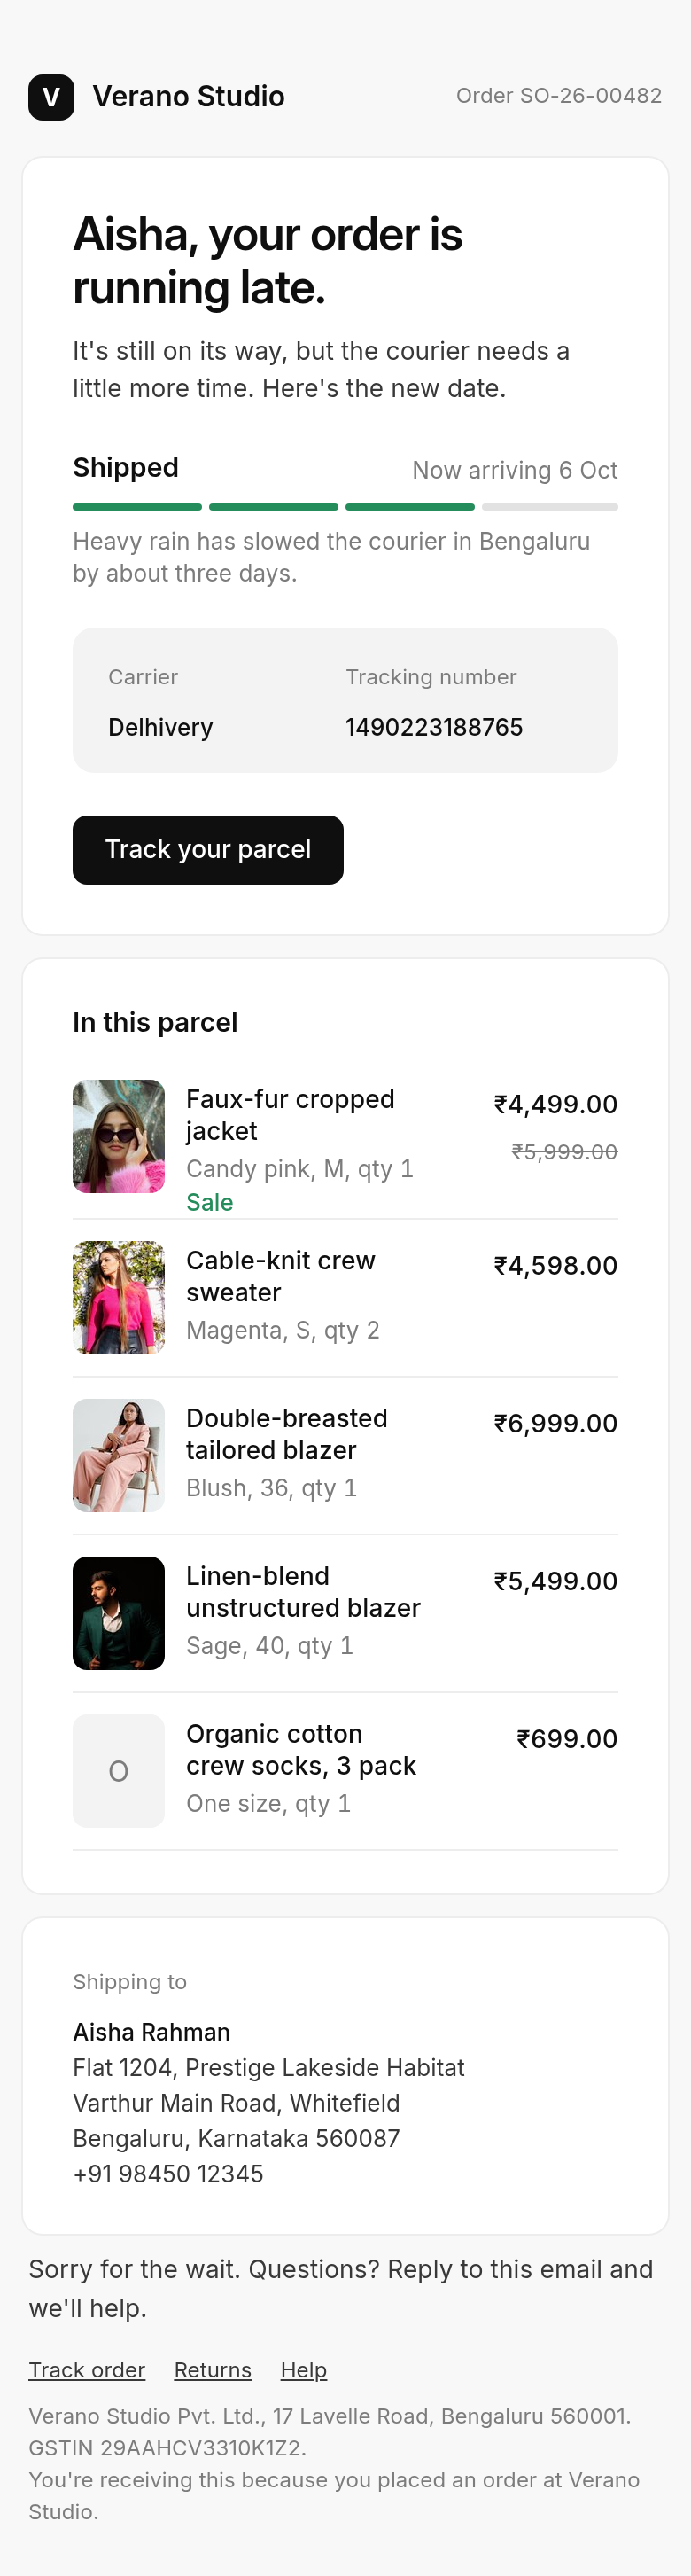 V Verano Studio
Order SO-26-00482
Aisha, your order is
running late.
It's still on its way, but the courier needs a
little more time. Here's the new date.
Shipped
Now arriving 6 Oct
Heavy rain has slowed the courier in Bengaluru
by about three days.
Carrier
Tracking number
Delhivery
1490223188765
Track your parcel
In this parcel
Faux-fur cropped
jacket
₹4,499.00
Candy pink, M, qty 1
₹5,999.00
Sale
Cable-knit crew
sweater
₹4,598.00
Magenta, S, qty 2
Double-breasted
tailored blazer
₹6,999.00
Blush, 36, qty 1
Linen-blend
unstructured blazer
₹5,499.00
Sage, 40, qty 1
O
Organic cotton
crew socks, 3 pack
₹699.00
One size, qty 1
Shipping to
Aisha Rahman
Flat 1204, Prestige Lakeside Habitat
Varthur Main Road, Whitefield
Bengaluru, Karnataka 560087
+91 98450 12345
Sorry for the wait. Questions? Reply to this email and
we'll help.
Track order Returns Help
Verano Studio Pvt. Ltd., 17 Lavelle Road, Bengaluru 560001.
GSTIN 29AAHCV3310K1Z2.
You're receiving this because you placed an order at Verano
Studio.